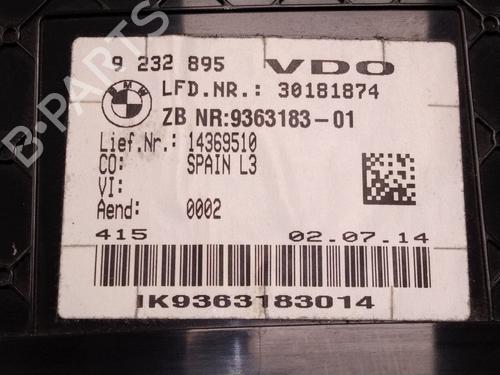 9 232 895 VDO
BMW
LFD.NR.: 30181874
ZB NR:9363183-01
Lief.Nr.: 14369510
CO: SPAIN L3
VI:
Aend: 0002
415 02.07.14
IK9363183014